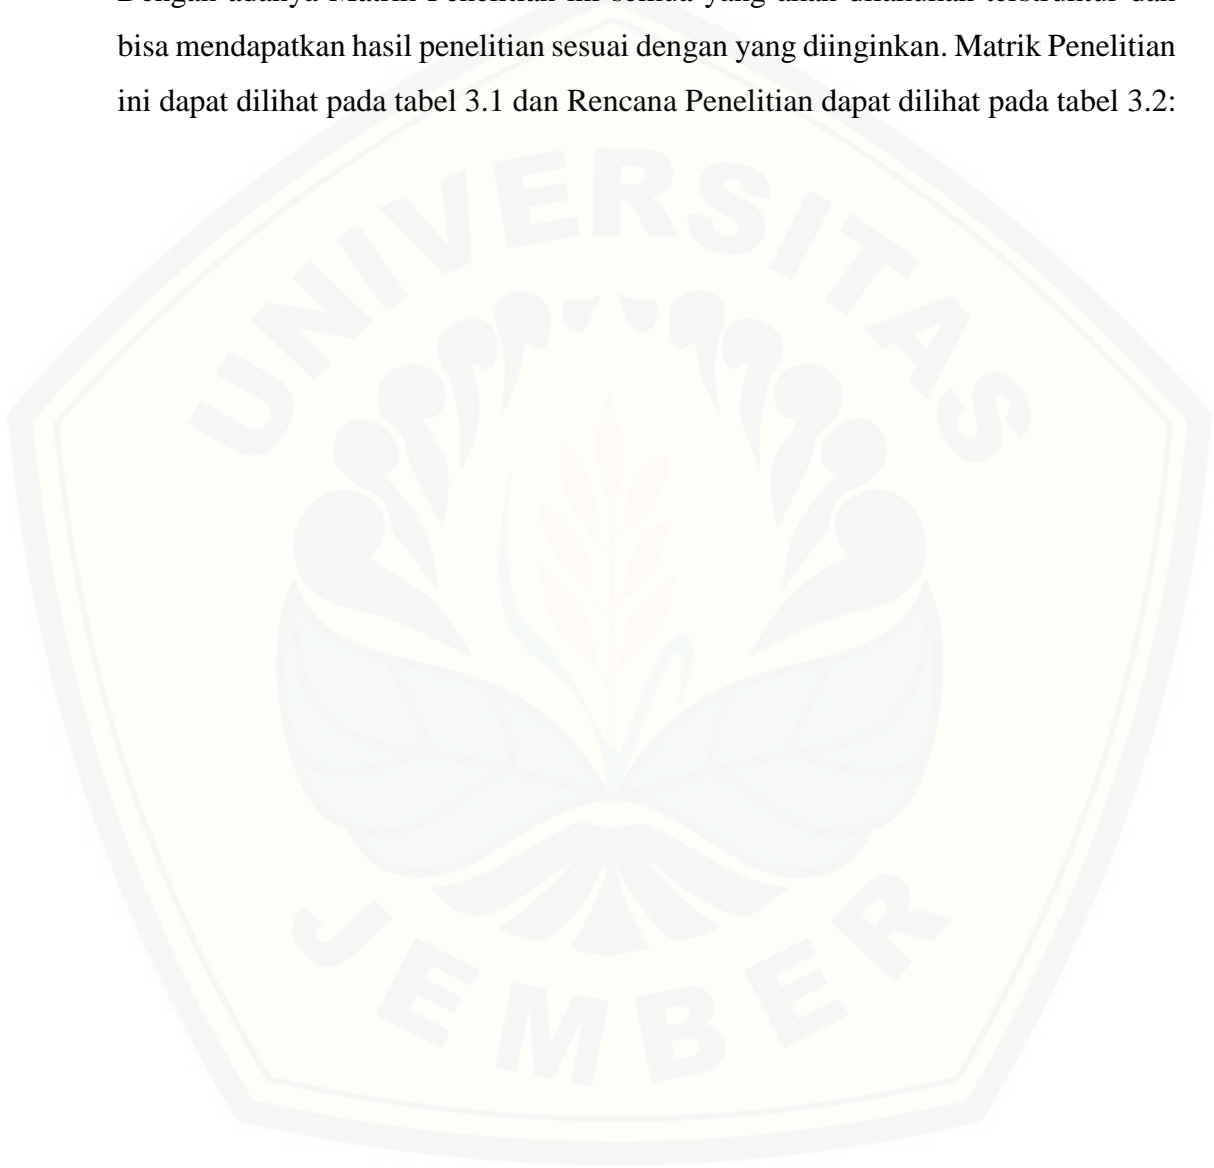 bisa mendapatkan hasil penelitian sesuai dengan yang diinginkan. Matrik Penelitian
ini dapat dilihat pada tabel 3.1 dan Rencana Penelitian dapat dilihat pada tabel 3.2:
UNIVERSITAS
JEMBER